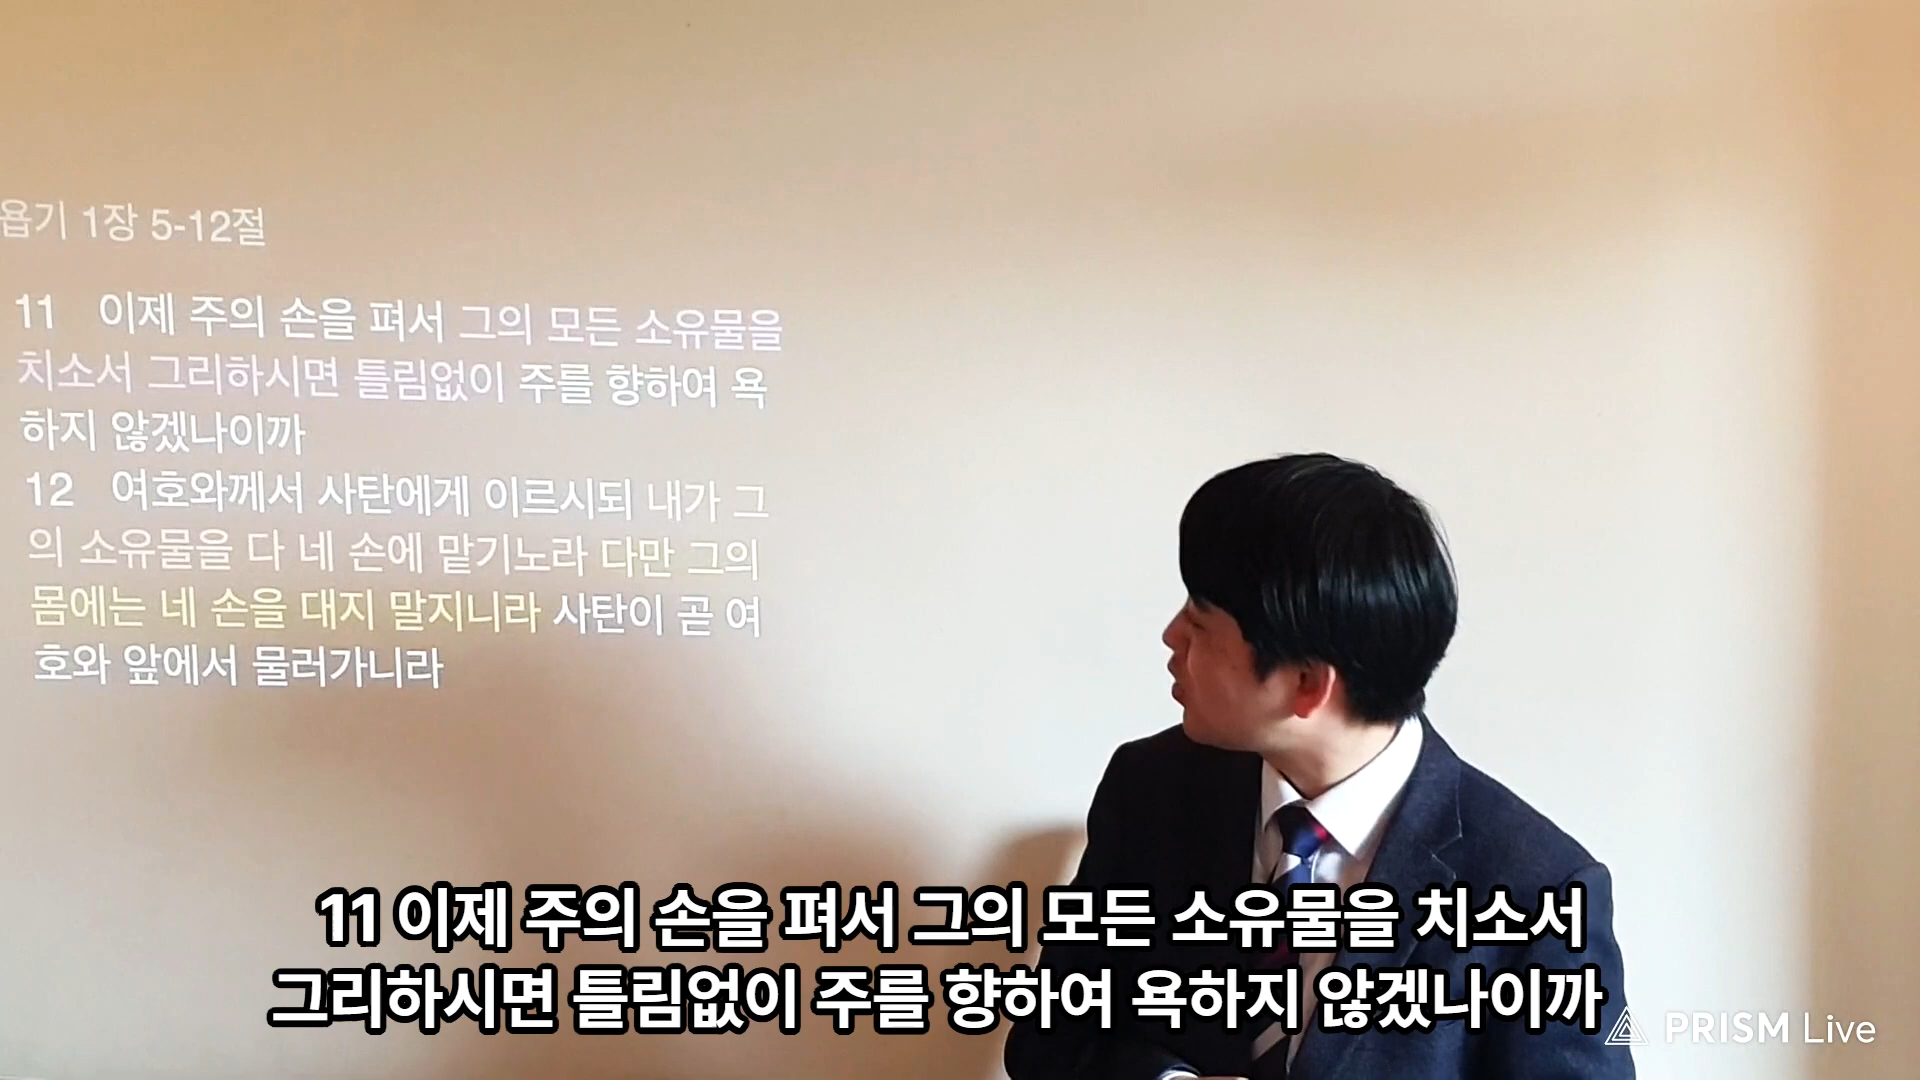 욥기 1장 5-12절
11 이제 주의 손을 펴서 그의 모든 소유물을
치소서 그리하시면 틀림없이 주를 향하여 욕
하지 않겠나이까
12 여호와께서 사탄에게 이르시되 내가 그
의 소유물을 다 네 손에 맡기노라 다만 그의
몸에는 네 손을 대지 말지니라 사탄이 곧 여
호와 앞에서 물러가니라
11 이제 주의 손을 펴서 그의 모든 소유물을 치소서
그리하시면 틀림없이 주를 향하여 욕하지 않겠나이까
PRISM Live